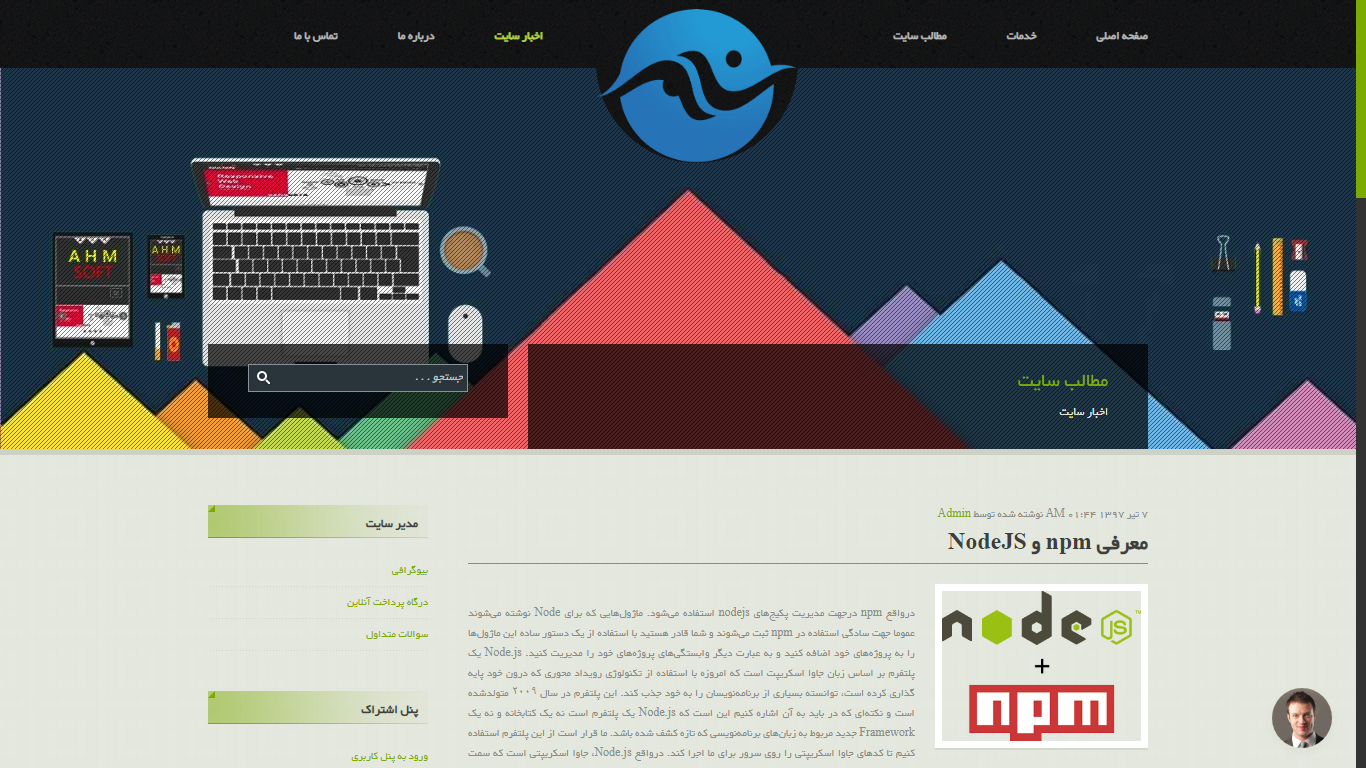 صفحه اصلی
خدمات
مطالب سایت
اخبار سایت
درباره ما
تماس با ما
Responsive
Web
Design
AHM
SOFT
AHM
SOFT
مطالب سایت
اخبار سایت
جستجو . . .
۷ تیر ۱۳۹۷ ۰۱:۴۴ AM نوشته شده توسط Admin
معرفی npm و NodeJS
node JS™
+
npm
درواقع npm درجهت مدیریت پکیج‌های nodejs استفاده می‌شود. ماژول‌هایی که برای Node نوشته می‌شوند
عموما جهت سادگی استفاده در npm ثبت می‌شوند و شما قادر هستید با استفاده از یک دستور ساده این ماژول‌ها
را به پروژه‌های خود اضافه کنید و به عبارت دیگر وابستگی‌های پروژه‌های خود را مدیریت کنید. Node.js یک
پلتفرم بر اساس زبان جاوا اسکریپت است که امروزه با استفاده از تکنولوژی رویداد محوری که درون خود پایه
گذاری کرده است، توانسته بسیاری از برنامه‌نویسان را به خود جذب کند. این پلتفرم در سال ۲۰۰۹ متولدشده
است و نکته‌ای که در باید به آن اشاره کنیم این است که Node.js یک پلتفرم است نه یک کتابخانه و نه یک
Framework جدید مربوط به زبان‌های برنامه‌نویسی که تازه کشف شده باشد. ما قرار است از این پلتفرم استفاده
کنیم تا کدهای جاوا اسکریپتی را روی سرور برای ما اجرا کند. درواقع Node.js، جاوا اسکریپتی است که سمت
مدیر سایت
بیوگرافی
درگاه پرداخت آنلاین
سوالات متداول
پنل اشتراک
ورود به پنل کاربری